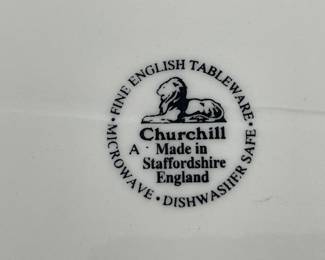 • FINE ENGLISH TABLEWARE •
Churchill
A Made in
Staffordshire
England
MICROWAVE • DISHWASHER SAFE